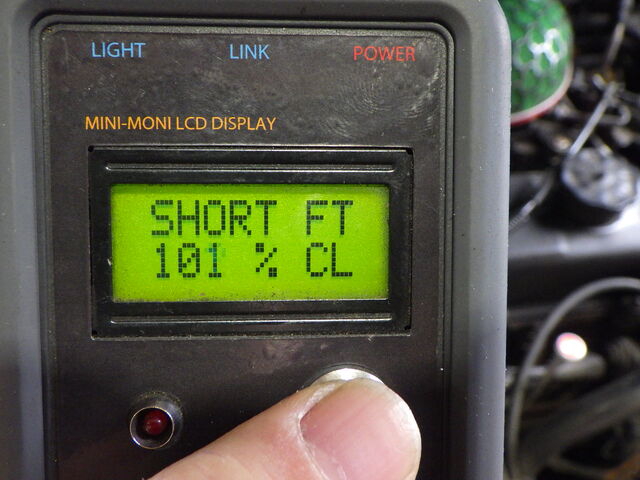 LIGHT LINK POWER
MINI-MONI LCD DISPLAY
SHORT FT
101 % CL